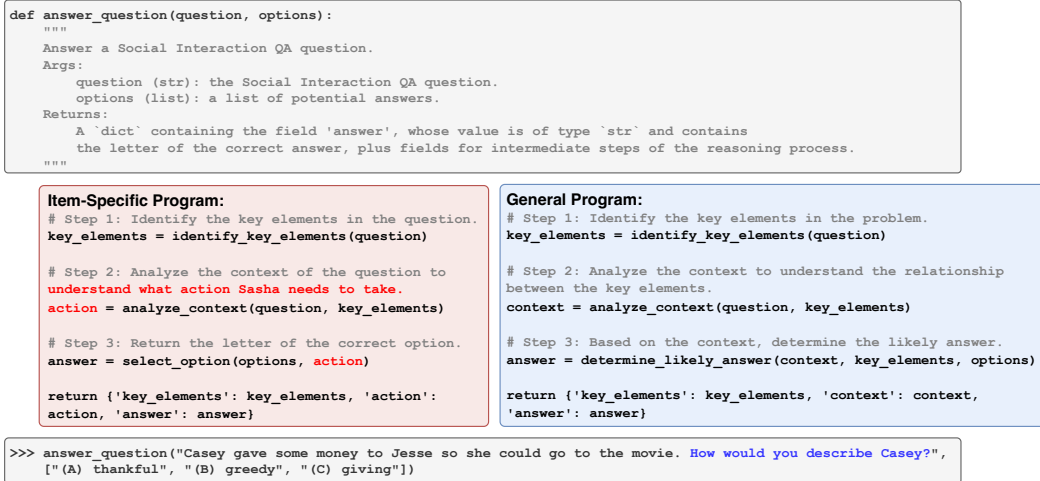 def answer_question(question, options):
"""
Answer a Social Interaction QA question.
Args:
question (str): the Social Interaction QA question.
options (list): a list of potential answers.
Returns:
A `dict` containing the field 'answer', whose value is of type `str` and contains
the letter of the correct answer, plus fields for intermediate steps of the reasoning process.
"""
Item-Specific Program:
# Step 1: Identify the key elements in the question.
key_elements = identify_key_elements(question)
# Step 2: Analyze the context of the question to
understand what action Sasha needs to take.
action = analyze_context(question, key_elements)
# Step 3: Return the letter of the correct option.
answer = select_option(options, action)
return {'key_elements': key_elements, 'action':
action, 'answer': answer}
General Program:
# Step 1: Identify the key elements in the problem.
key_elements = identify_key_elements(question)
# Step 2: Analyze the context to understand the relationship
between the key elements.
context = analyze_context(question, key_elements)
# Step 3: Based on the context, determine the likely answer.
answer = determine_likely_answer(context, key_elements, options)
return {'key_elements': key_elements, 'context': context,
'answer': answer}
>>> answer_question("Casey gave some money to Jesse so she could go to the movie. How would you describe Casey?",
["(A) thankful", "(B) greedy", "(C) giving"])